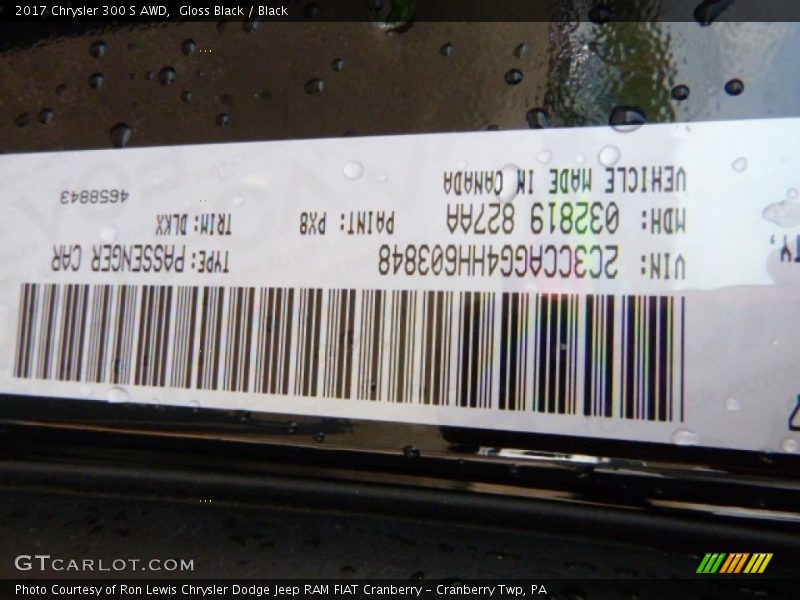 2017 Chrysler 300 S AWD,  Gloss Black / Black
VIN: 2C3CCAGG4HH603848 TYPE: PASSENGER CAR
MDH: 032819 827AA PAINT: PX8 TRIM: DLKX
VEHICLE MADE IN CANADA 4658843
GTCARLOT.COM
Photo Courtesy of Ron Lewis Chrysler Dodge Jeep RAM FIAT Cranberry – Cranberry Twp, PA